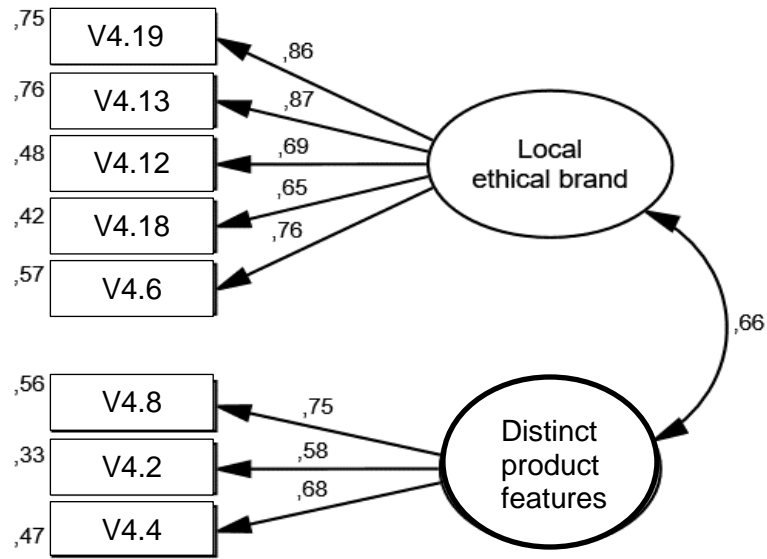 ,75
V4.19
,86
,76
V4.13
,87
,48
V4.12
,69
,42
V4.18
,65
,57
V4.6
,76
Local
ethical brand
,66
,56
V4.8
,75
,33
V4.2
,58
,47
V4.4
,68
Distinct
product
features